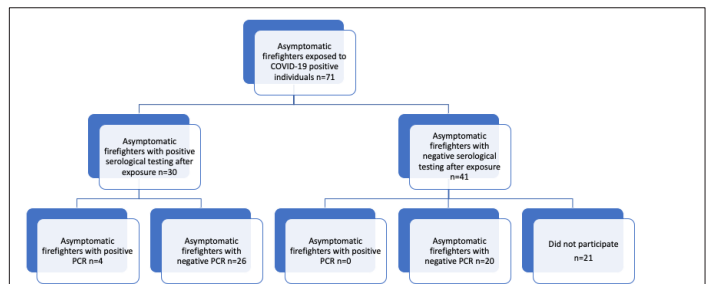 Asymptomatic
firefighters exposed to
COVID-19 positive
individuals n=71
Asymptomatic
firefighters with positive
serological testing after
exposure n=30
Asymptomatic
firefighters with
negative serological
testing after exposure
n=41
Asymptomatic
firefighters with positive
PCR n=4
Asymptomatic
firefighters with
negative PCR n=26
Asymptomatic
firefighters with positive
PCR n=0
Asymptomatic
firefighters with
negative PCR n=20
Did not participate
n=21